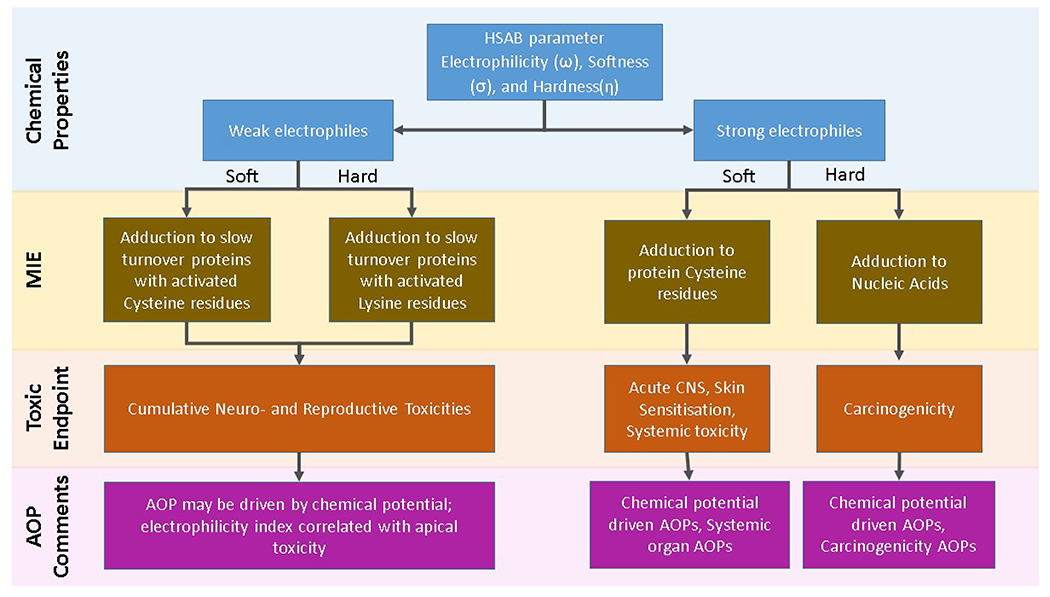 Chemical
Properties
HSAB parameter
Electrophilicity (ω), Softness
(σ), and Hardness(η)
Weak electrophiles
Strong electrophiles
Soft
Hard
Soft
Hard
MIE
Adduction to slow
turnover proteins
with activated
Cysteine residues
Adduction to slow
turnover proteins
with activated
Lysine residues
Adduction to
protein Cysteine
residues
Adduction to
Nucleic Acids
Toxic
Endpoint
Cumulative Neuro- and Reproductive Toxicities
Acute CNS, Skin
Sensitisation,
Systemic toxicity
Carcinogenicity
AOP
Comments
AOP may be driven by chemical potential;
electrophilicity index correlated with apical
toxicity
Chemical potential
driven AOPs, Systemic
organ AOPs
Chemical potential
driven AOPs,
Carcinogenicity AOPs